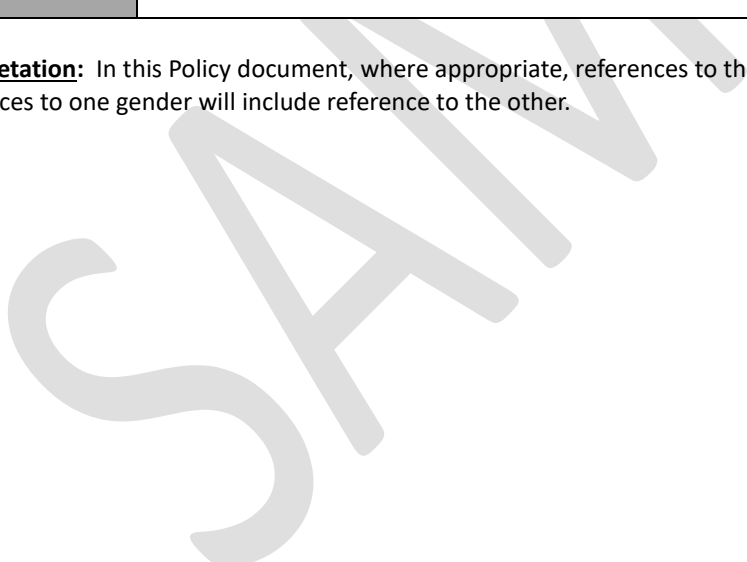 etation: In this Policy document, where appropriate, references to th
ces to one gender will include reference to the other.
SAM